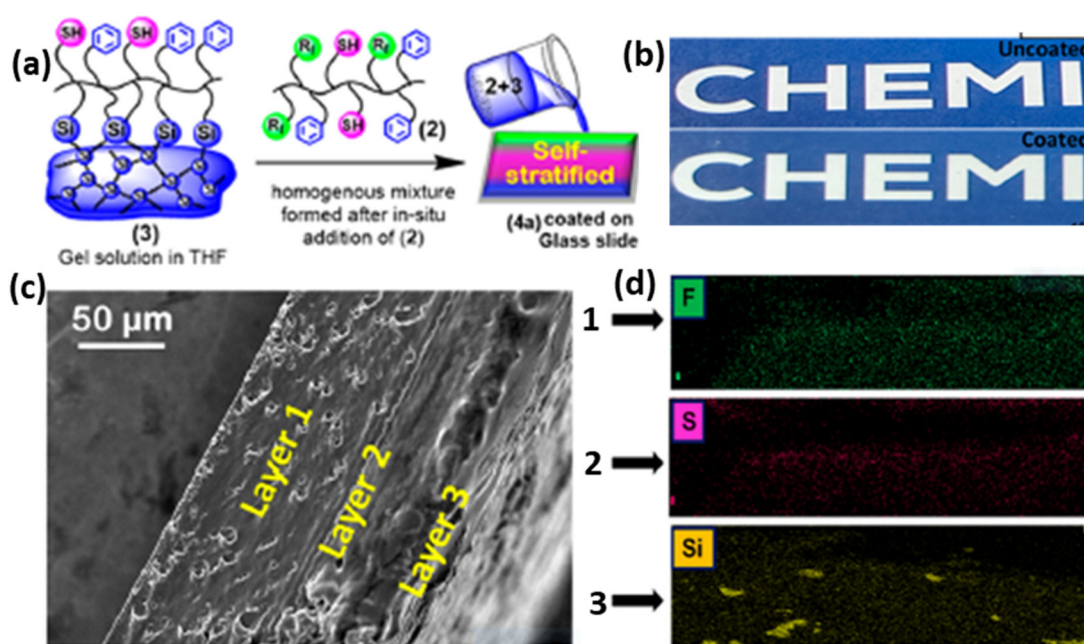 (a)
SH
SH
Si
Si
Si
Si
(3)
Gel solution in THF
Rf
SH
Rf
Rf
SH
(2)
homogenous mixture
formed after in-situ
addition of (2)
2+3
Self-
stratified
(4a) coated on
Glass slide
(b)
Uncoated
CHEMI
Coated
CHEMI
(c)
50 µm
Layer 1
Layer 2
Layer 3
(d)
1
F
2
S
3
Si